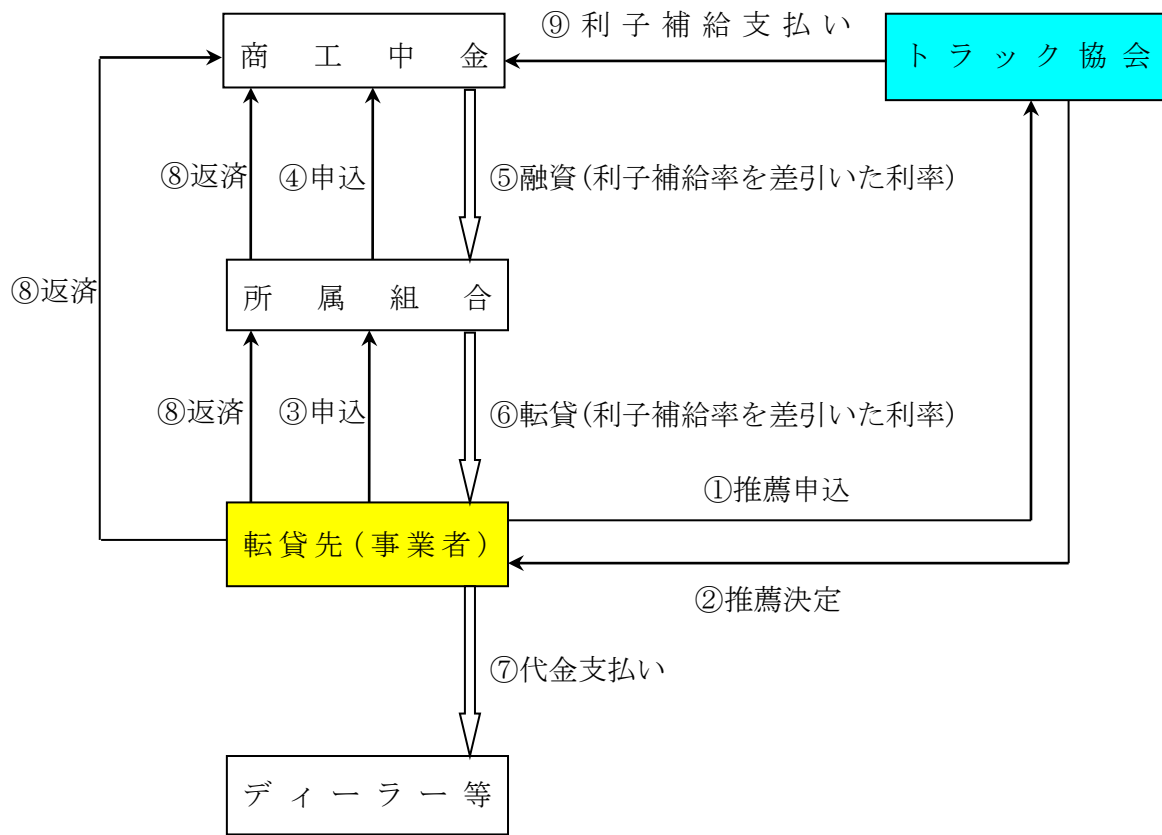 ⑨利子補給支払い
商工中金
トラック協会
⑧返済
④申込
⑤融資(利子補給率を差引いた利率)
⑧返済
所属組合
⑧返済
③申込
⑥転貸(利子補給率を差引いた利率)
①推薦申込
転貸先(事業者)
②推薦決定
⑦代金支払い
ディーラー等